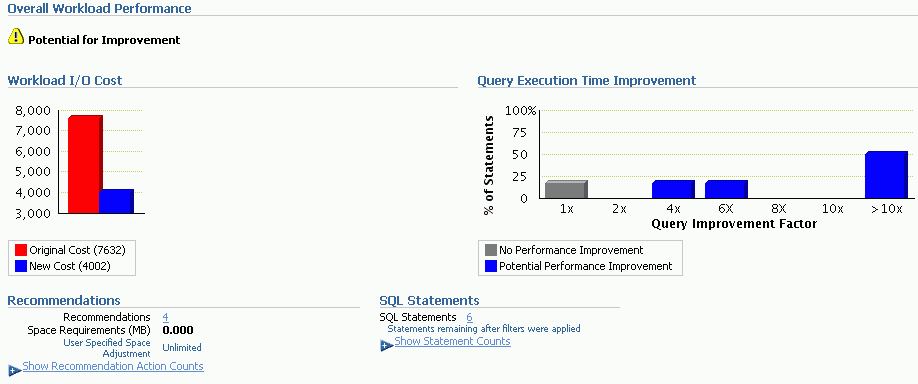 Overall Workload Performance
Potential for Improvement
Workload I/O Cost
8,000
7,000
6,000
5,000
4,000
3,000
Original Cost (7632)
New Cost (4002)
Query Execution Time Improvement
% of Statements
100%
75
50
25
0
1x 2x 4x 6X 8X 10x >10x
Query Improvement Factor
No Performance Improvement
Potential Performance Improvement
Recommendations
Recommendations 4
Space Requirements (MB) 0.000
User Specified Space
Adjustment Unlimited
Show Recommendation Action Counts
SQL Statements
SQL Statements 6
Statements remaining after filters were applied
Show Statement Counts